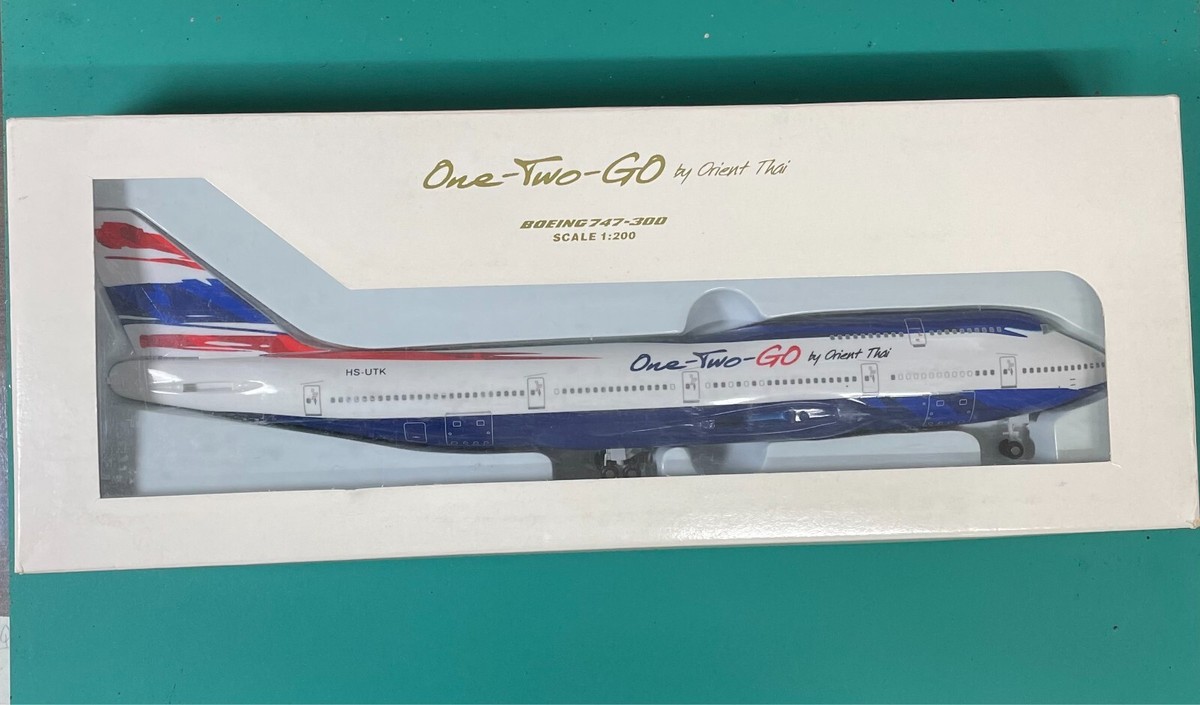 One-Two-GO by Orient Thai
BOEING 747-300
SCALE 1:200
One-Two-GO by Orient Thai
HS-UTK